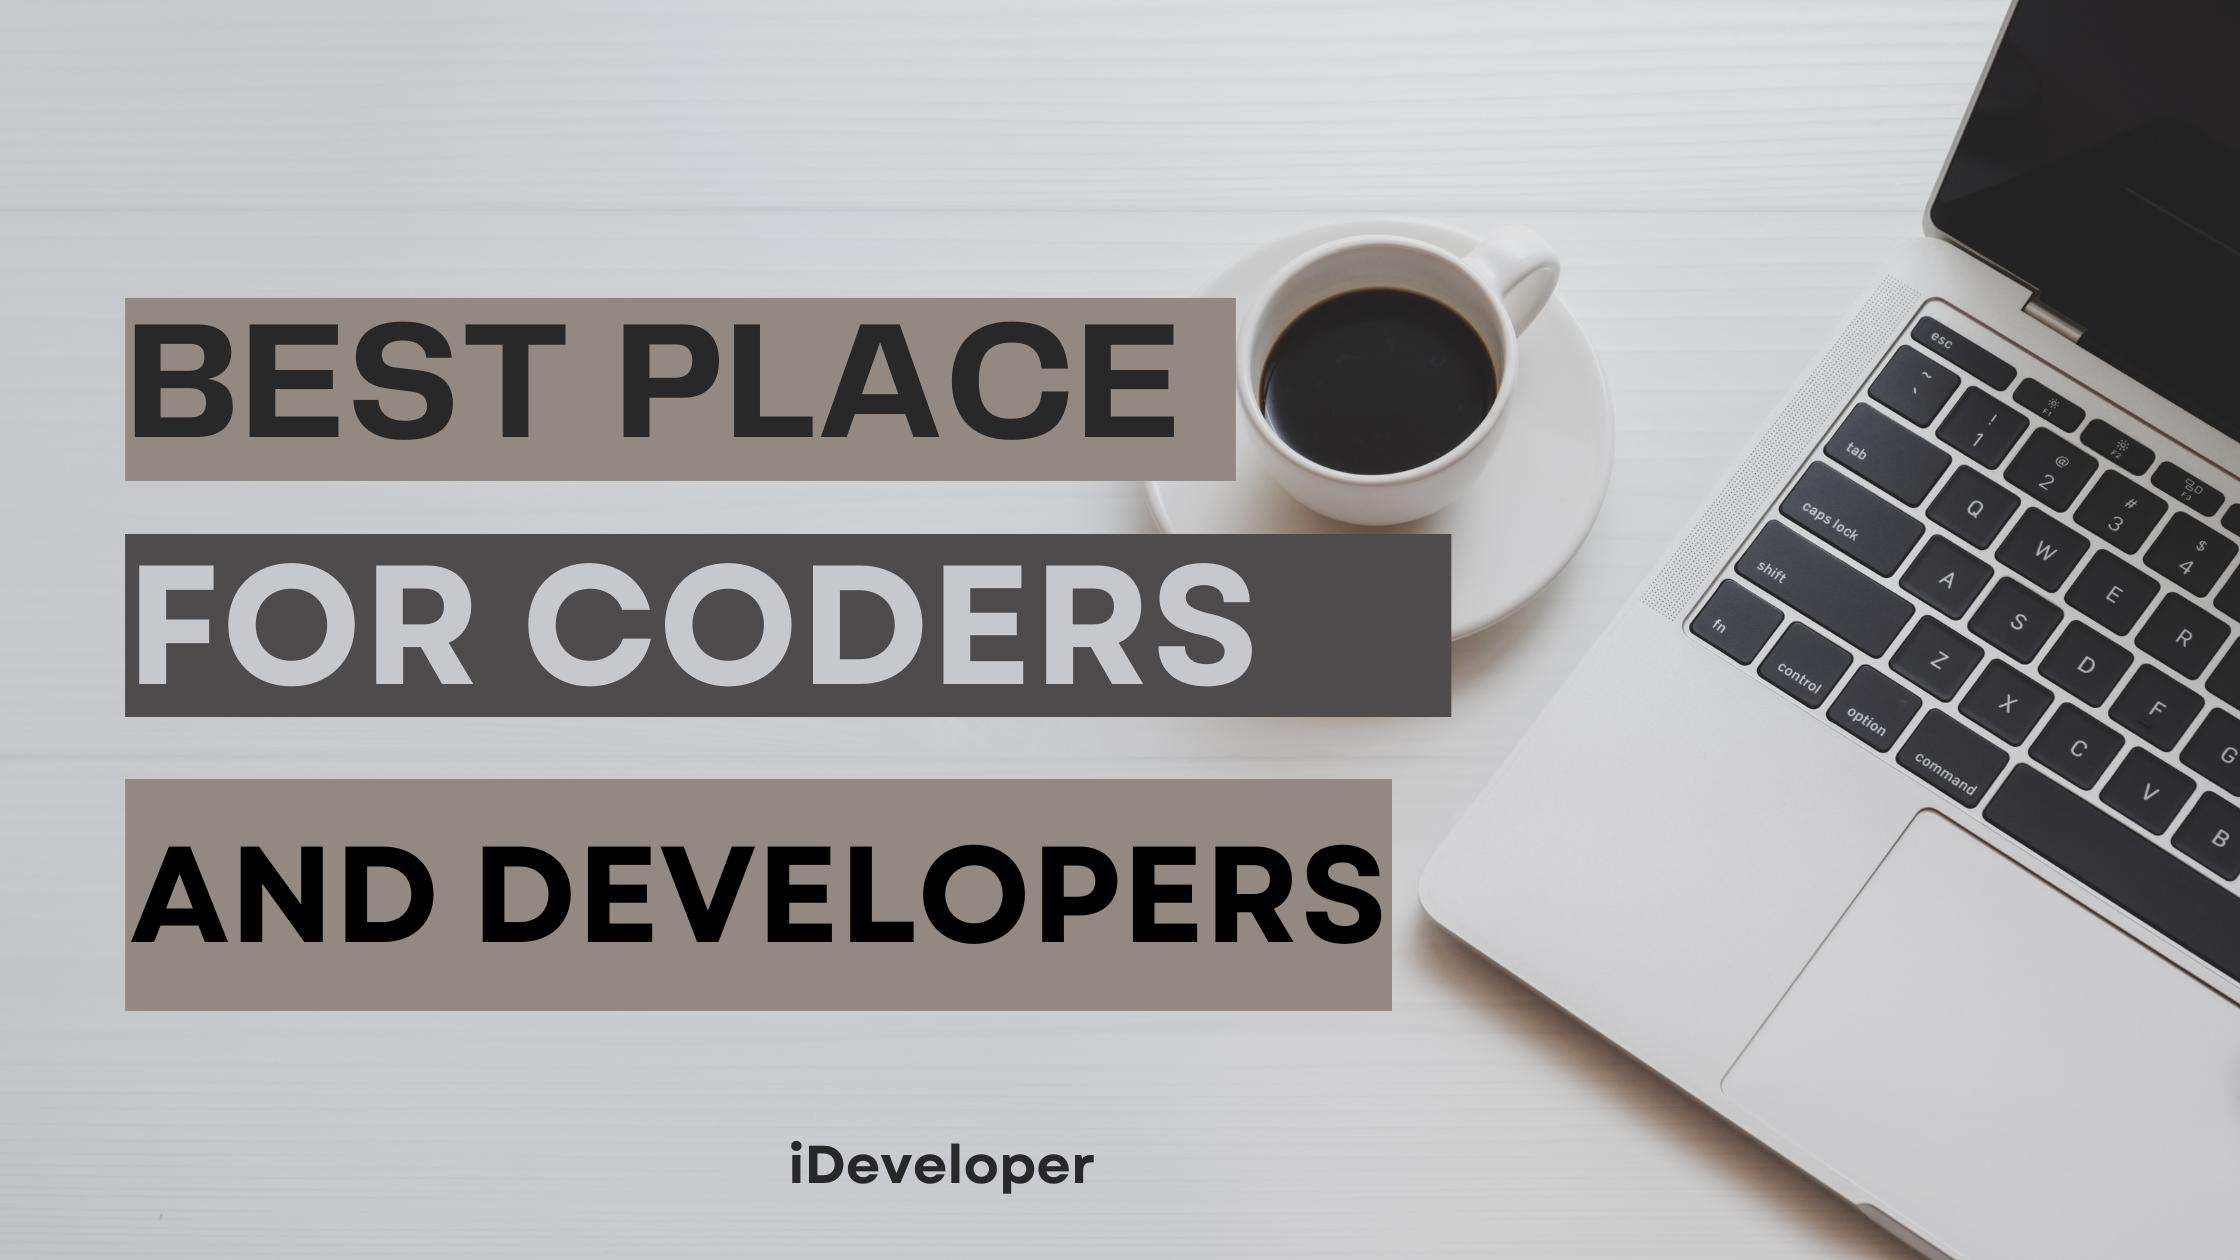 BEST PLACE
FOR CODERS
AND DEVELOPERS
iDeveloper
esc
~
`
F1
F2
F3
!
1
@
2
#
3
$
4
tab
Q
W
E
R
caps lock
A
S
D
F
G
shift
Z
X
C
V
B
fn
control
option
command